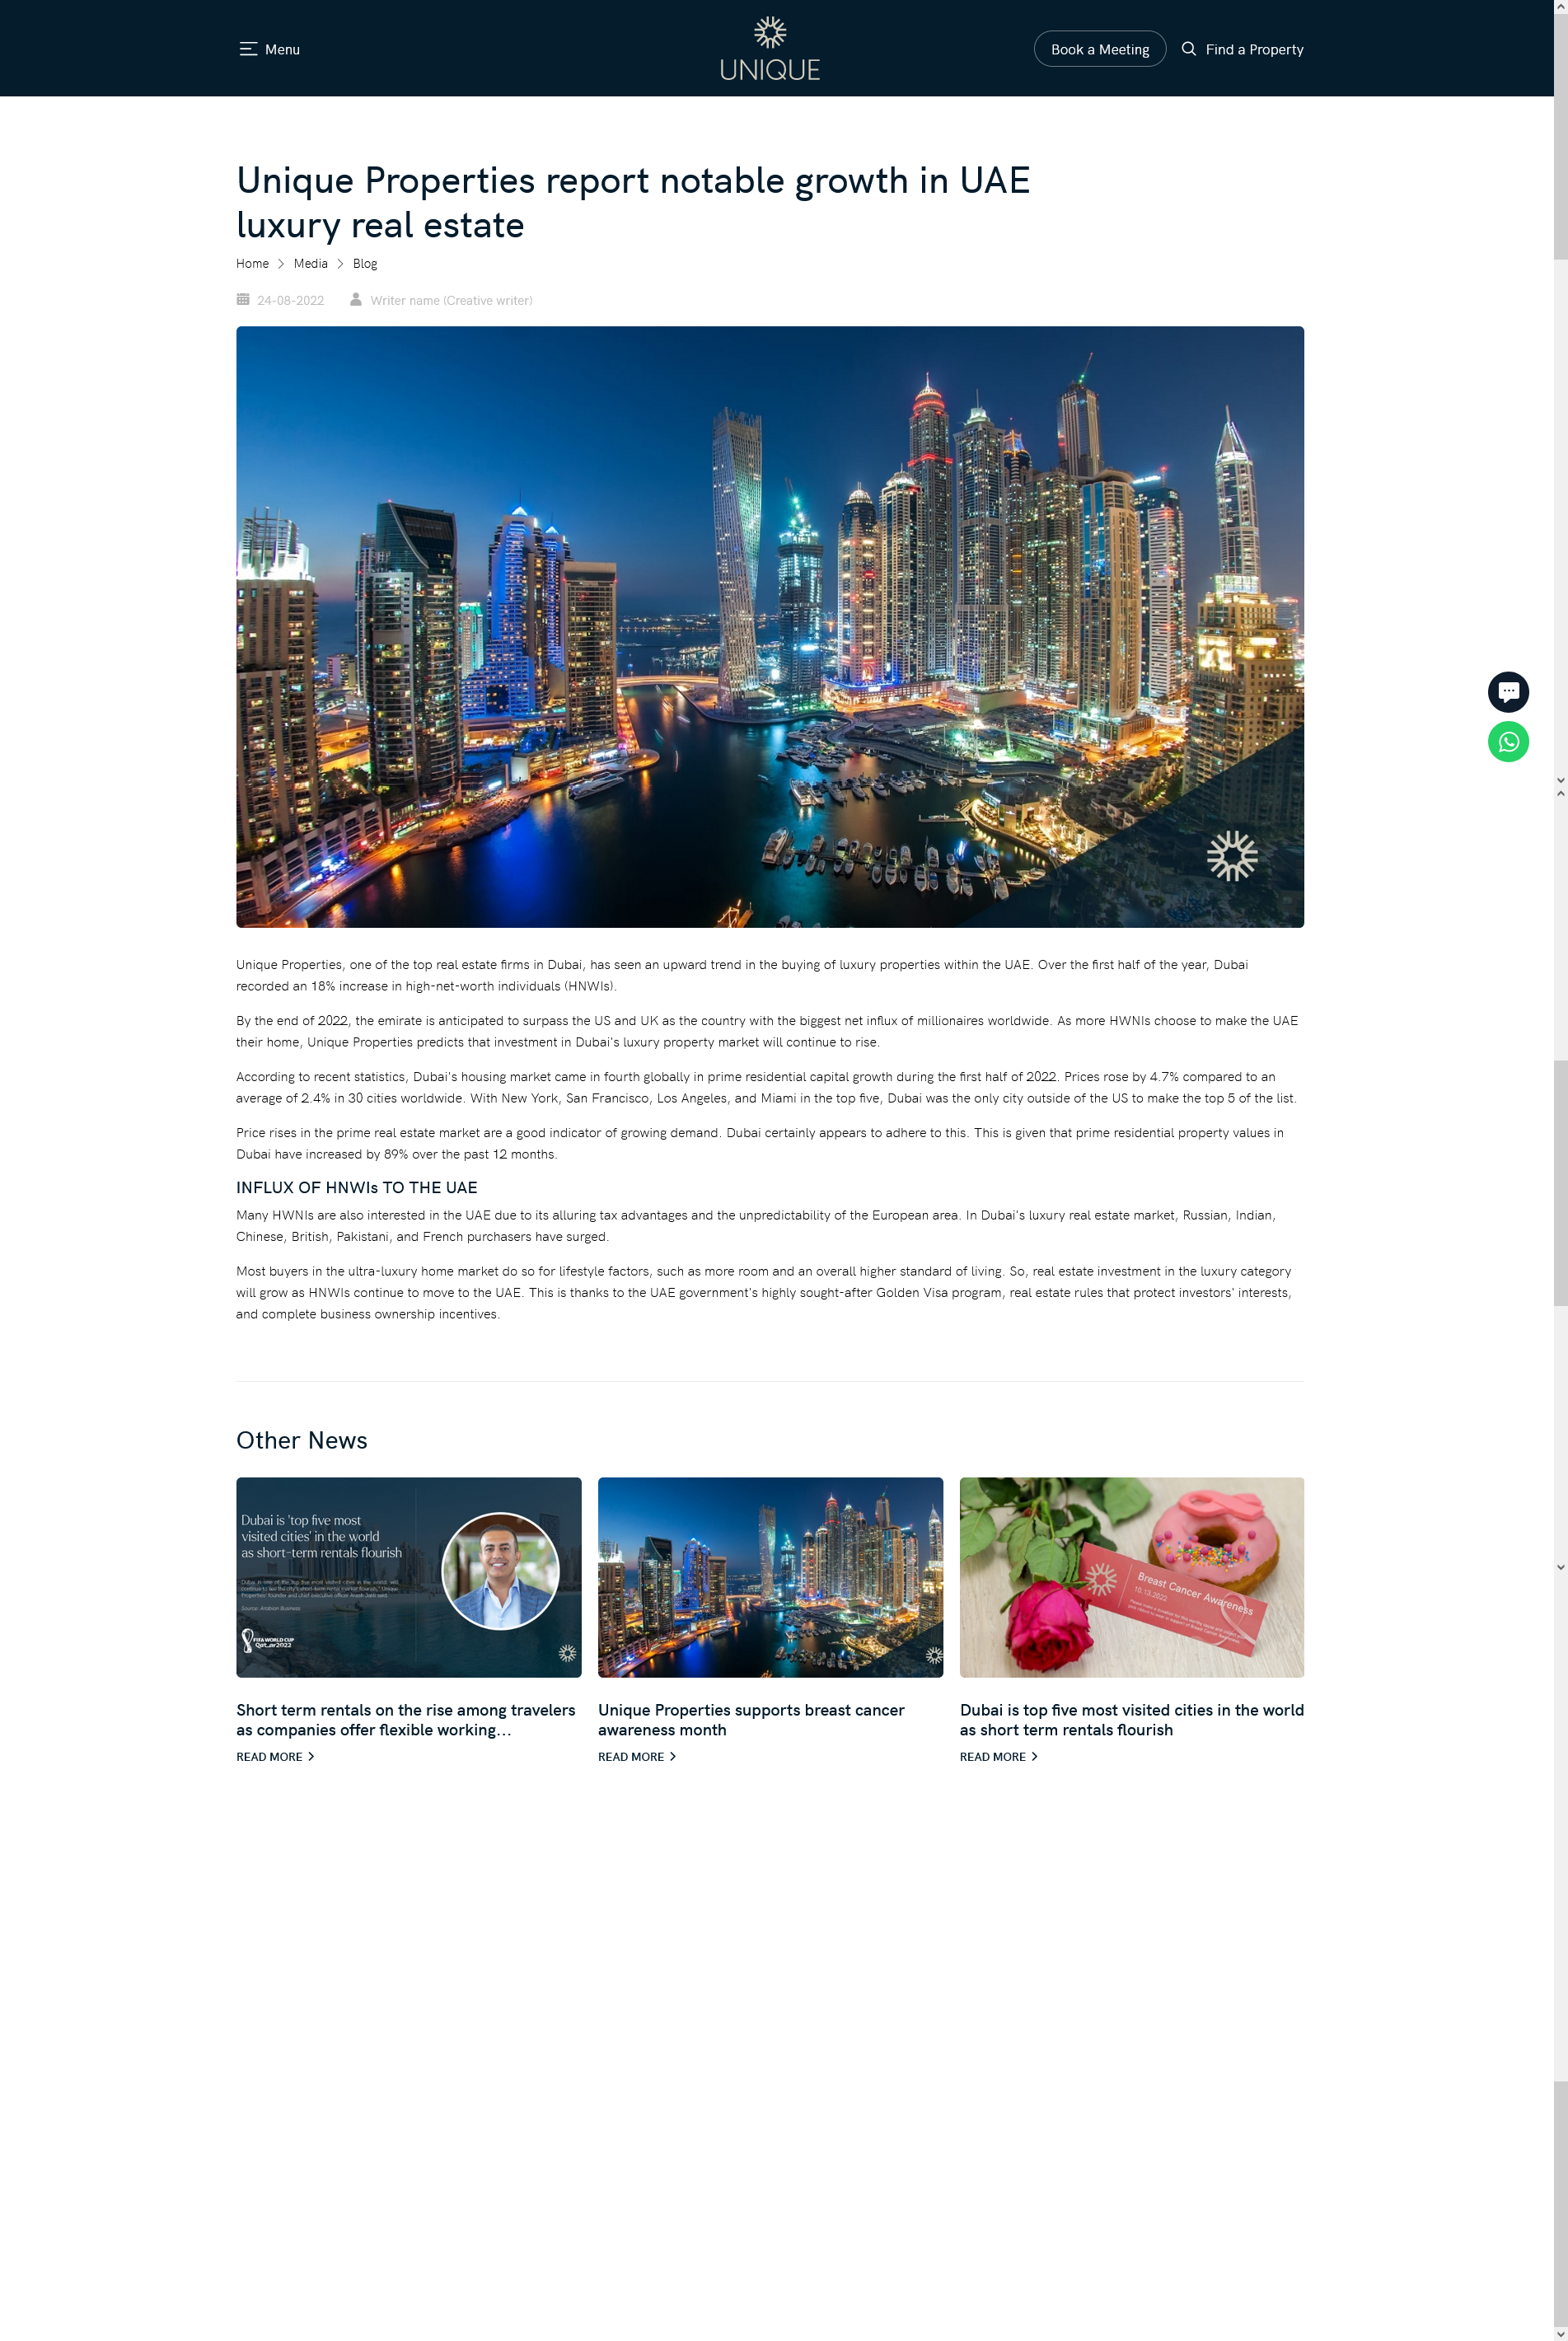 Menu
UNIQUE
Book a Meeting
Find a Property
Unique Properties report notable growth in UAE
luxury real estate
Home
Media
Blog
24-08-2022
Writer name (Creative writer)
Unique Properties, one of the top real estate firms in Dubai, has seen an upward trend in the buying of luxury properties within the UAE. Over the first half of the year, Dubai
recorded an 18% increase in high-net-worth individuals (HNWIs).
By the end of 2022, the emirate is anticipated to surpass the US and UK as the country with the biggest net influx of millionaires worldwide. As more HWNIs choose to make the UAE
their home, Unique Properties predicts that investment in Dubai's luxury property market will continue to rise.
According to recent statistics, Dubai's housing market came in fourth globally in prime residential capital growth during the first half of 2022. Prices rose by 4.7% compared to an
average of 2.4% in 30 cities worldwide. With New York, San Francisco, Los Angeles, and Miami in the top five, Dubai was the only city outside of the US to make the top 5 of the list.
Price rises in the prime real estate market are a good indicator of growing demand. Dubai certainly appears to adhere to this. This is given that prime residential property values in
Dubai have increased by 89% over the past 12 months.
INFLUX OF HNWIs TO THE UAE
Many HWNIs are also interested in the UAE due to its alluring tax advantages and the unpredictability of the European area. In Dubai's luxury real estate market, Russian, Indian,
Chinese, British, Pakistani, and French purchasers have surged.
Most buyers in the ultra-luxury home market do so for lifestyle factors, such as more room and an overall higher standard of living. So, real estate investment in the luxury category
will grow as HNWIs continue to move to the UAE. This is thanks to the UAE government's highly sought-after Golden Visa program, real estate rules that protect investors' interests,
and complete business ownership incentives.
Other News
Dubai is 'top five most
visited cities' in the world
as short-term rentals flourish
Source: Arabian Business
FIFA WORLD CUP
Qatar2022
Breast Cancer Awareness
10.13.2022
Short term rentals on the rise among travelers
as companies offer flexible working...
READ MORE
Unique Properties supports breast cancer
awareness month
READ MORE
Dubai is top five most visited cities in the world
as short term rentals flourish
READ MORE